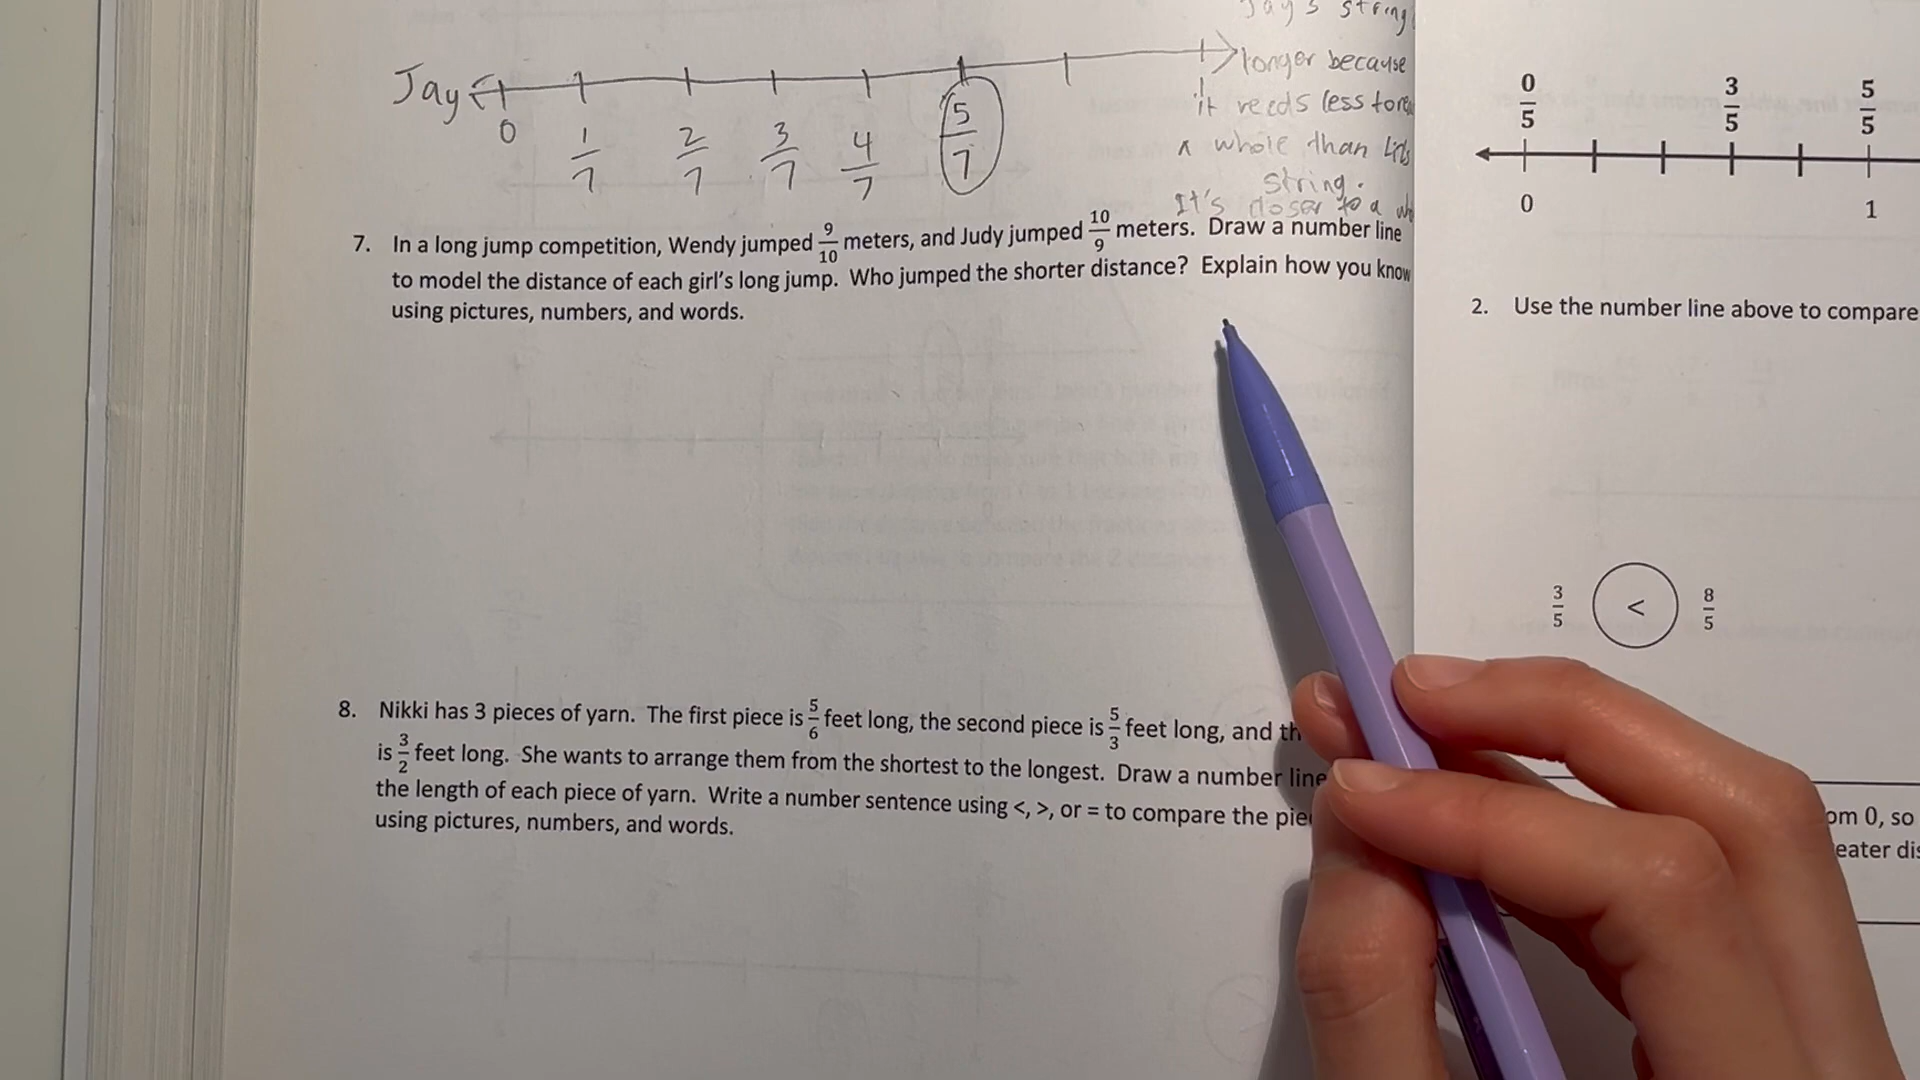 Jay's string
longer because
it needs less to
a whole than
string.
It's closer to a
Jay
0 1/7 2/7 3/7 4/7 5/7
7. In a long jump competition, Wendy jumped 9/10 meters, and Judy jumped 10/9 meters. Draw a number line
to model the distance of each girl's long jump. Who jumped the shorter distance? Explain how you know
using pictures, numbers, and words.
8. Nikki has 3 pieces of yarn. The first piece is 5/6 feet long, the second piece is 5/3 feet long, and
is 3/2 feet long. She wants to arrange them from the shortest to the longest. Draw a number line
the length of each piece of yarn. Write a number sentence using <, >, or = to compare the
using pictures, numbers, and words.
0/5 3/5 5/5
0 1
2. Use the number line above to compare
3/5 < 8/5
0, so